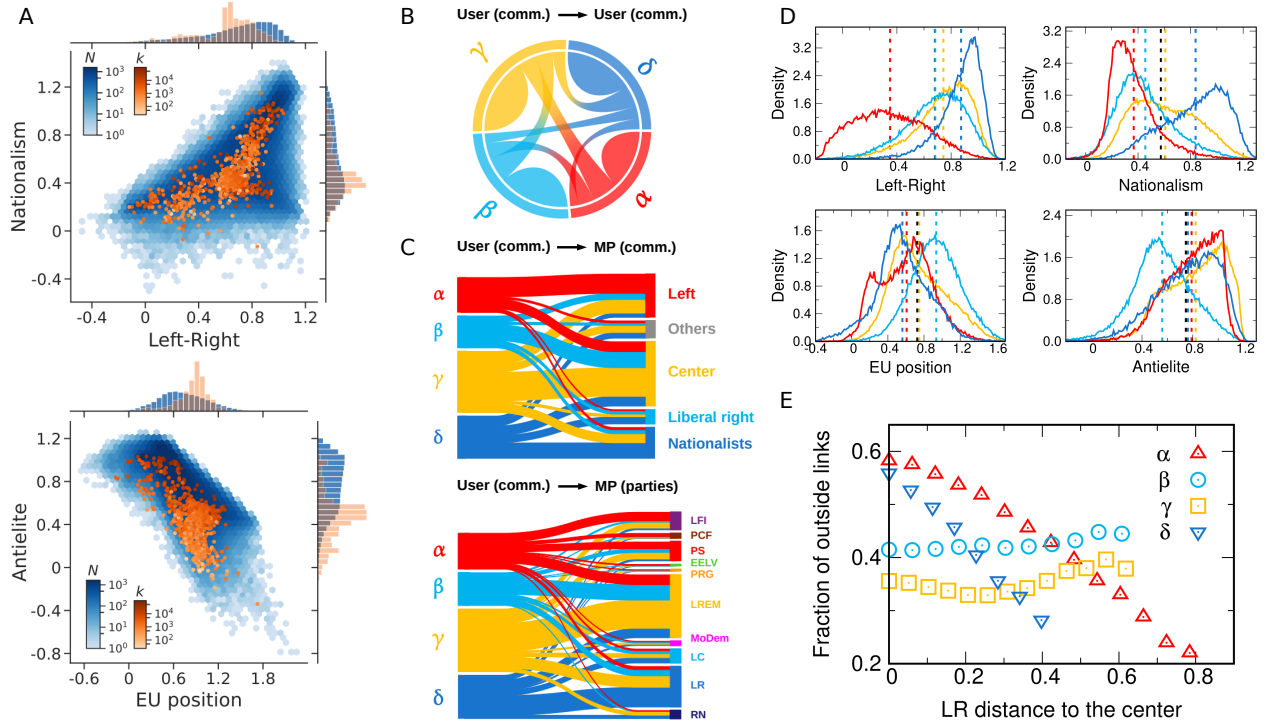 A
N
10³
10²
10¹
10⁰
k
10⁴
10³
10²
Nationalism
1.2
0.8
0.4
0
-0.4
-0.4
0
0.4
0.8
1.2
Left-Right
Antielite
1.2
0.8
0.4
0
-0.4
-0.8
N
10³
10²
10¹
10⁰
k
10⁴
10³
10²
-0.6
0
0.6
1.2
1.8
EU position
B
User (comm.) → User (comm.)
γ
δ
β
α
C
User (comm.) → MP (comm.)
α
β
γ
δ
Left
Others
Center
Liberal right
Nationalists
User (comm.) → MP (parties)
α
β
γ
δ
LFI
PCF
PS
EELV
PRG
LREM
MoDem
LC
LR
RN
D
Density
3.2
2.4
1.6
0.8
0.0
0
0.4
0.8
1.2
Left-Right
Density
3.2
2.4
1.6
0.8
0.0
0
0.4
0.8
1.2
Nationalism
Density
2.0
1.6
1.2
0.8
0.4
0.0
-0.4
0
0.4
0.8
1.2
1.6
EU position
Density
2.4
1.6
0.8
0.0
0
0.4
0.8
1.2
Antielite
E
Fraction of outside links
0.6
0.4
0.2
0
0.2
0.4
0.6
0.8
LR distance to the center
α
β
γ
δ